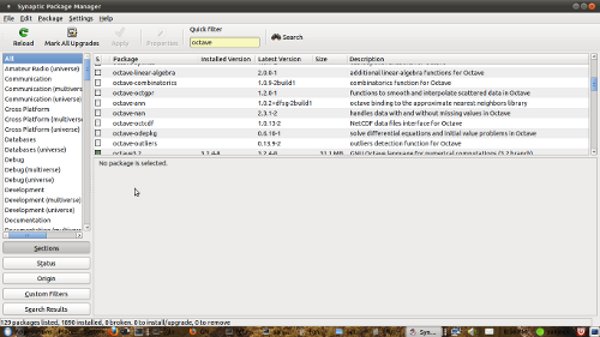 Synaptic Package Manager
File Edit Package Settings Help
Quick Filter
Reload Mark All Upgrades Apply Properties octave Search
All
Amateur Radio (universe)
Communication
Communication (multiverse
Communication (universe)
Cross Platform
Cross Platform (multiverse
Cross Platform (universe)
Databases
Databases (universe)
Debug
Debug (multiverse)
Debug (universe)
Development
Development (multiverse)
Development (universe)
Documentation
S Package Installed Version Latest Version Size Description
octave-linear-algebra 2.0.0-1 additional linear-algebra functions for Octave
octave-combinatorics 1.0.9-2build1 combinatorics function for Octave
octave-octgpr 1.2.0-1 functions to smooth and interpolate scattered data in Octave
octave-ann 1.0.2+dfsg-2build1 octave binding to the approximate nearest neighbors library
octave-nan 2.3.1-2 handles data with and without missing values in Octave
octave-octcdf 1.0.13-2 NetCDF data files interface for Octave
octave-odepkg 0.6.10-1 solve differential equations and initial value problems in Octave
octave-outliers 0.13.9-2 outliers detection function for Octave
octave3.2 3.2.4-8 3.2.4-8 GNU Octave language for numerical computations (3.2 branch)
No package is selected.
Sections
Status
Origin
Custom Filters
Search Results
129 packages listed, 1890 installed, 0 broken. 0 to install/upgrade, 0 to remove